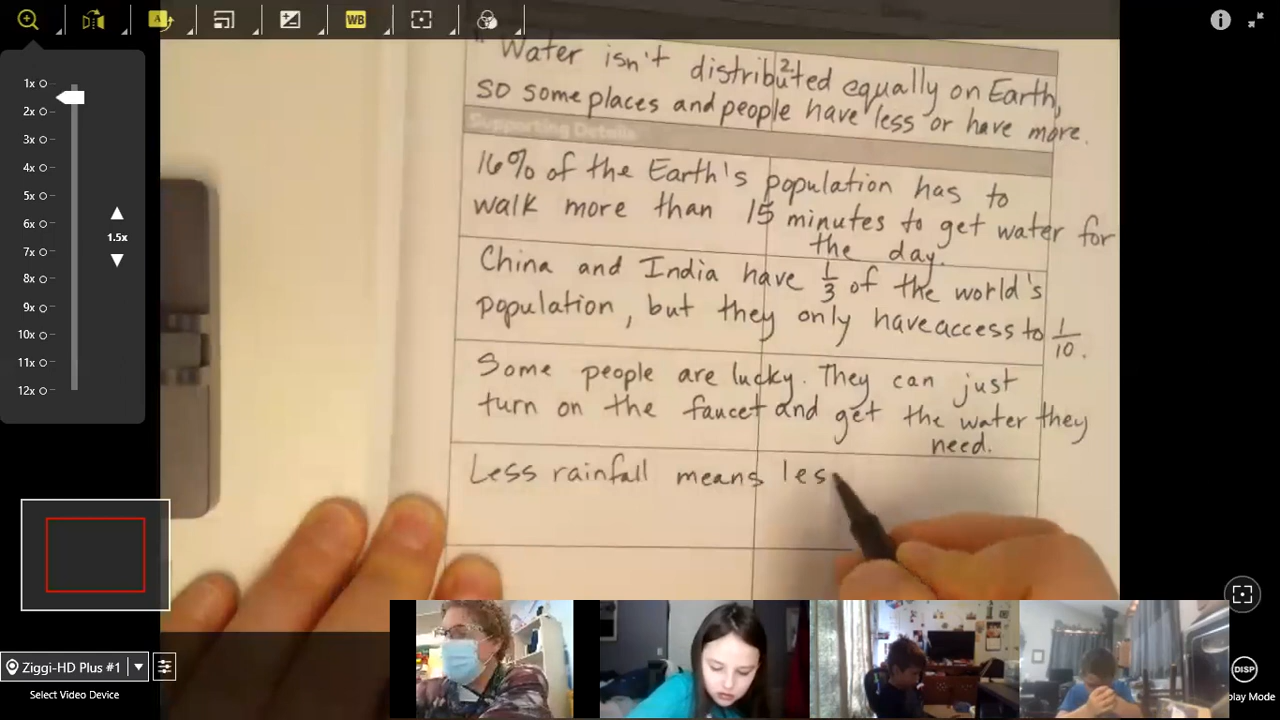 A
WB
1x
2x
3x
4x
5x
6x
7x
8x
9x
10x
11x
12x
1.5x
Water isn't distributed equally on Earth,
2
so some places and people have less or have more.
Supporting Details
16% of the Earth's population has to
walk more than 15 minutes to get water for
the day.
China and India have 1/3 of the world's
population, but they only have access to 1/10.
Some people are lucky. They can just
turn on the faucet and get the water they
need.
Less rainfall means les
Ziggi-HD Plus #1
Select Video Device
DISP
play Mode